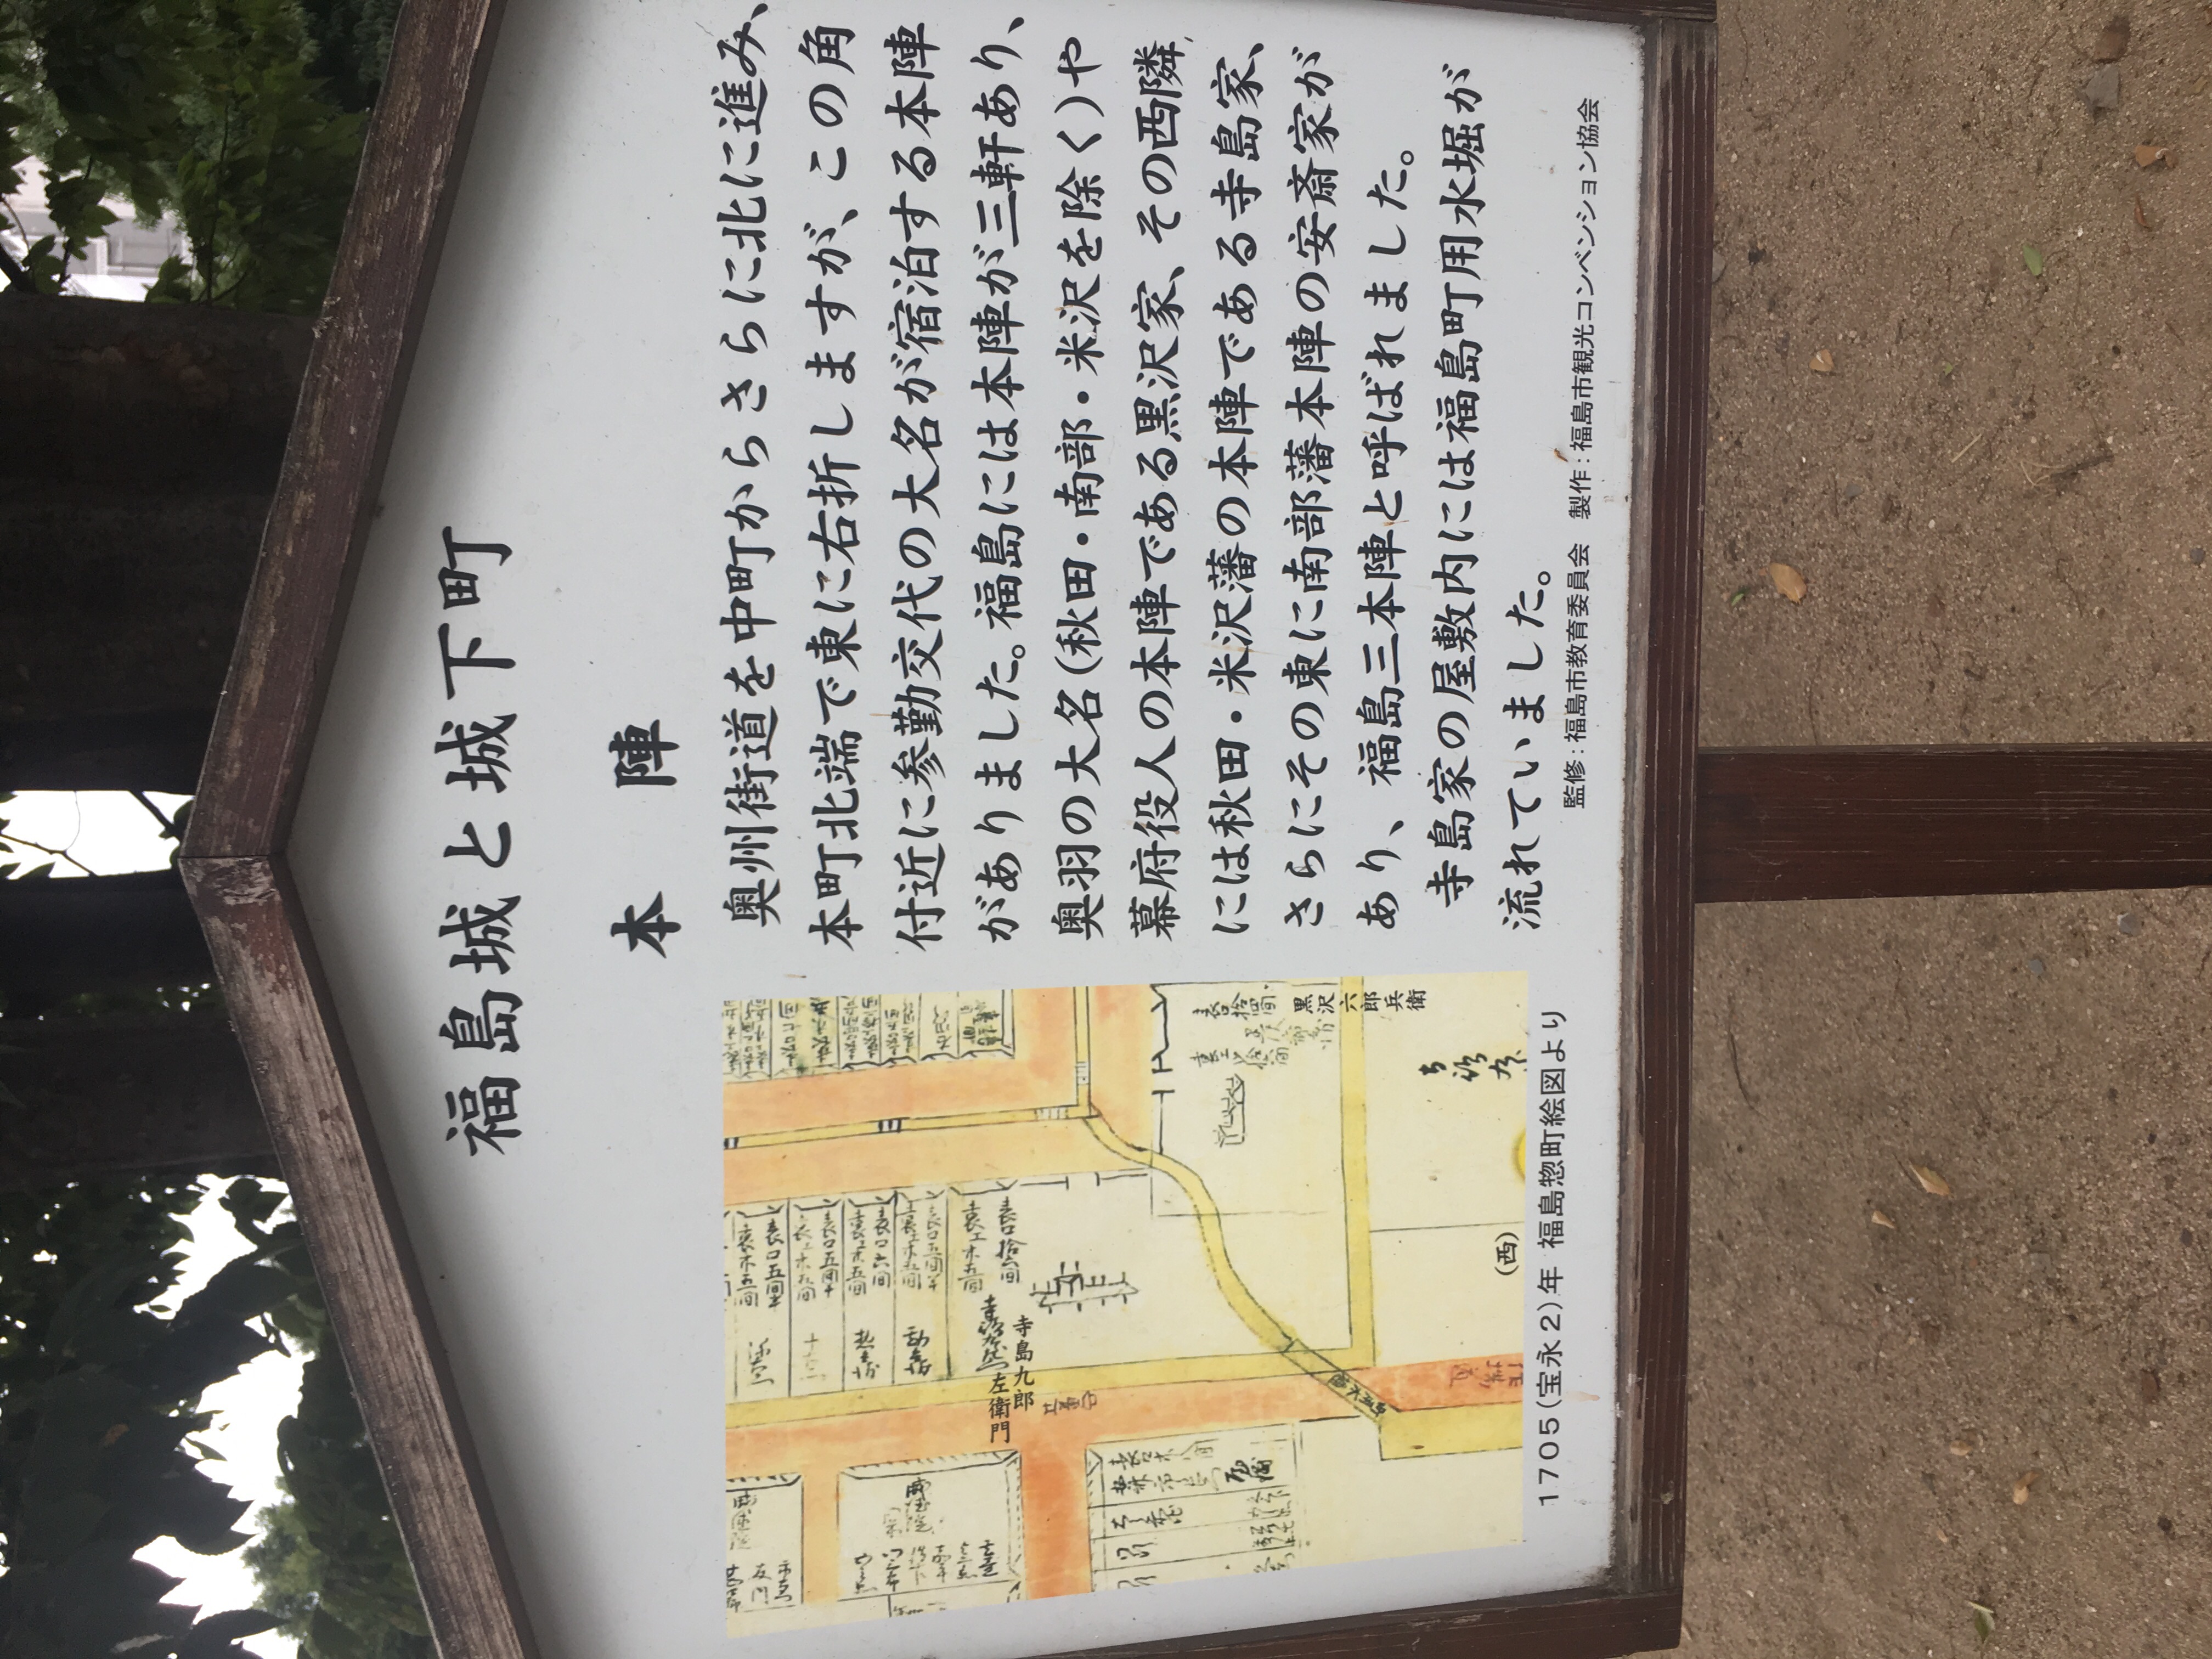 福島城と城下町
本陣
奥州街道を中町からさらに北に進み、
本町北端で東に右折しますが、この角
付近に参勤交代の大名が宿泊する本陣
がありました。福島には本陣が三軒あり、
奥羽の大名(秋田・南部・米沢を除く)や
幕府役人の本陣である黒沢家、その西隣
には秋田・米沢藩の本陣である寺島家、
さらにその東に南部藩本陣の安斎家が
あり、福島三本陣と呼ばれました。
寺島家の屋敷内には福島町用水堀が
流れていました。
監修:福島市教育委員会 製作:福島市観光コンベンション協会
寺島九郎
左衛門
黒沢
六郎
兵衛
(西)
1705(宝永2)年 福島惣町絵図より